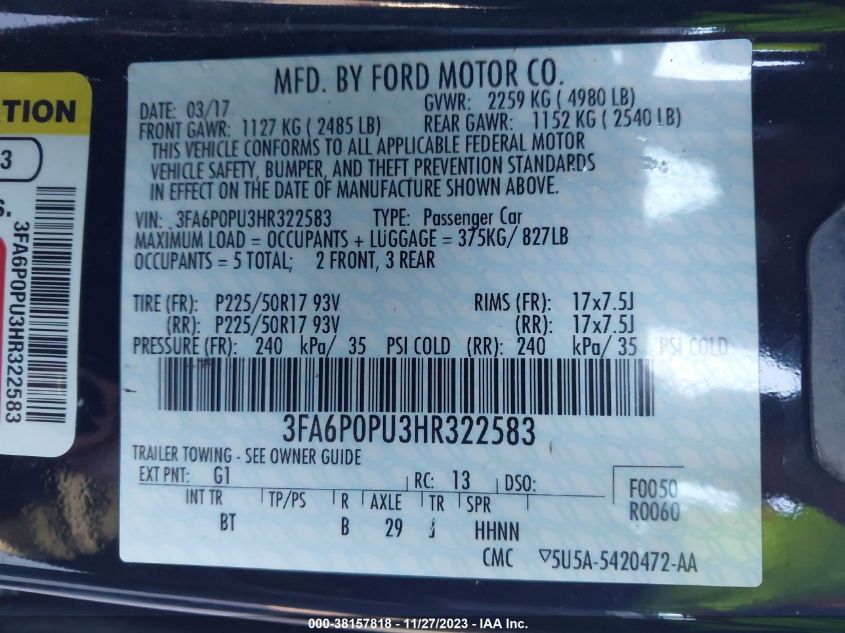 MFD. BY FORD MOTOR CO.
DATE: 03/17
GVWR: 2259 KG ( 4980 LB)
FRONT GAWR: 1127 KG ( 2485 LB)
REAR GAWR: 1152 KG ( 2540 LB)
THIS VEHICLE CONFORMS TO ALL APPLICABLE FEDERAL MOTOR
VEHICLE SAFETY, BUMPER, AND THEFT PREVENTION STANDARDS
IN EFFECT ON THE DATE OF MANUFACTURE SHOWN ABOVE.
VIN: 3FA6P0PU3HR322583 TYPE: Passenger Car
MAXIMUM LOAD = OCCUPANTS + LUGGAGE = 375KG/ 827LB
OCCUPANTS = 5 TOTAL; 2 FRONT, 3 REAR
TIRE (FR): P225/50R17 93V RIMS (FR): 17x7.5J
(RR): P225/50R17 93V (RR): 17x7.5J
PRESSURE (FR): 240 kPa/ 35 PSI COLD (RR): 240 kPa/ 35 PSI COLD
3FA6P0PU3HR322583
TRAILER TOWING - SEE OWNER GUIDE
EXT PNT: G1 RC: 13 DSO:
F0050
R0060
INT TR TP/PS R AXLE TR SPR
BT B 29 J HHNN
CMC ▽5U5A-5420472-AA
TION
3
S.
3FA6P0PU3HR322583
000-38157818 - 11/27/2023 - IAA Inc.